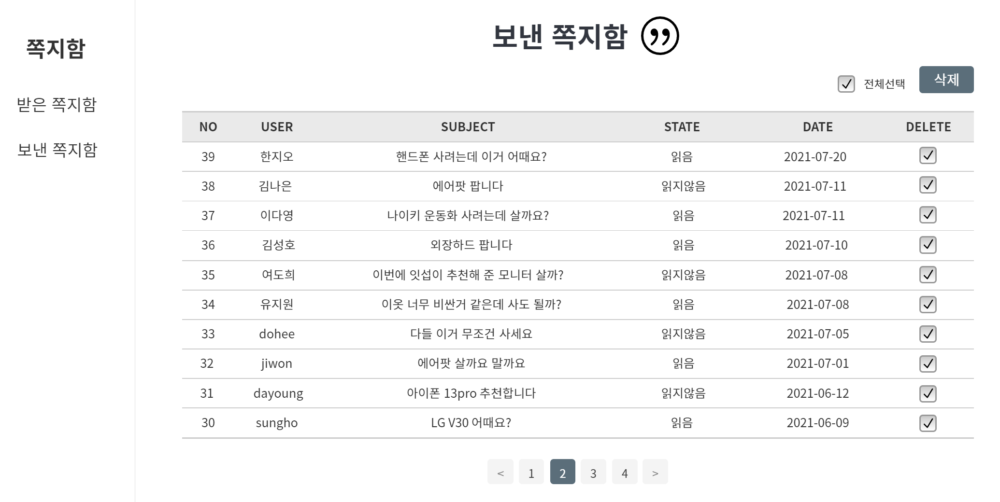 쪽지함
받은 쪽지함
보낸 쪽지함
보낸 쪽지함
전체선택 삭제
NO USER SUBJECT STATE DATE DELETE
39 한지오 핸드폰 사려는데 이거 어때요? 읽음 2021-07-20
38 김나은 에어팟 팝니다 읽지않음 2021-07-11
37 이다영 나이키 운동화 사려는데 살까요? 읽음 2021-07-11
36 김성호 외장하드 팝니다 읽음 2021-07-10
35 여도희 이번에 잇섭이 추천해 준 모니터 살까? 읽지않음 2021-07-08
34 유지원 이옷 너무 비싼거 같은데 사도 될까? 읽음 2021-07-08
33 dohee 다들 이거 무조건 사세요 읽지않음 2021-07-05
32 jiwon 에어팟 살까요 말까요 읽음 2021-07-01
31 dayoung 아이폰 13pro 추천합니다 읽지않음 2021-06-12
30 sungho LG V30 어때요? 읽음 2021-06-09
< 1 2 3 4 >